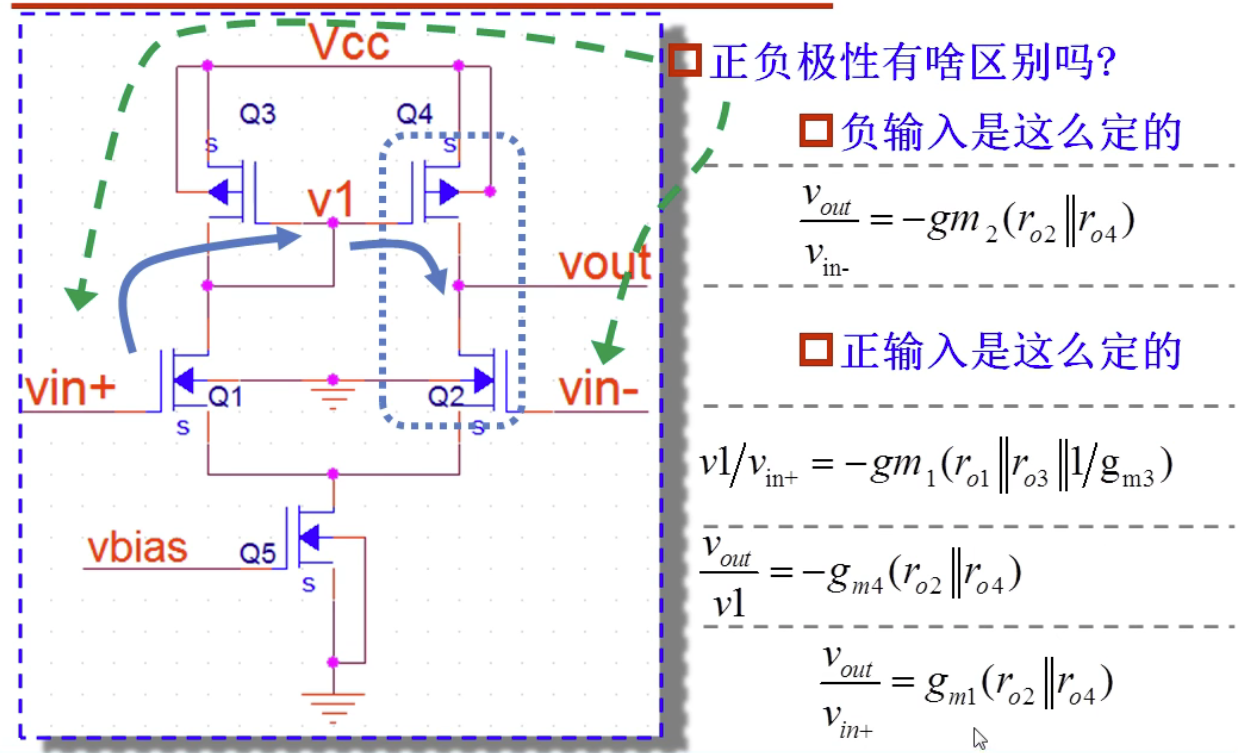 Vcc
Q3
Q4
s
s
v1
vout
vin+
Q1
Q2
vin-
s
s
vbias
Q5
s
正负极性有啥区别吗?
负输入是这么定的
v_{out}/v_{in-} = -gm_2(r_{o2}‖r_{o4})
正输入是这么定的
v1/v_{in+} = -gm_1(r_{o1}‖r_{o3}‖1/g_{m3})
v_{out}/v1 = -g_{m4}(r_{o2}‖r_{o4})
v_{out}/v_{in+} = g_{m1}(r_{o2}‖r_{o4})